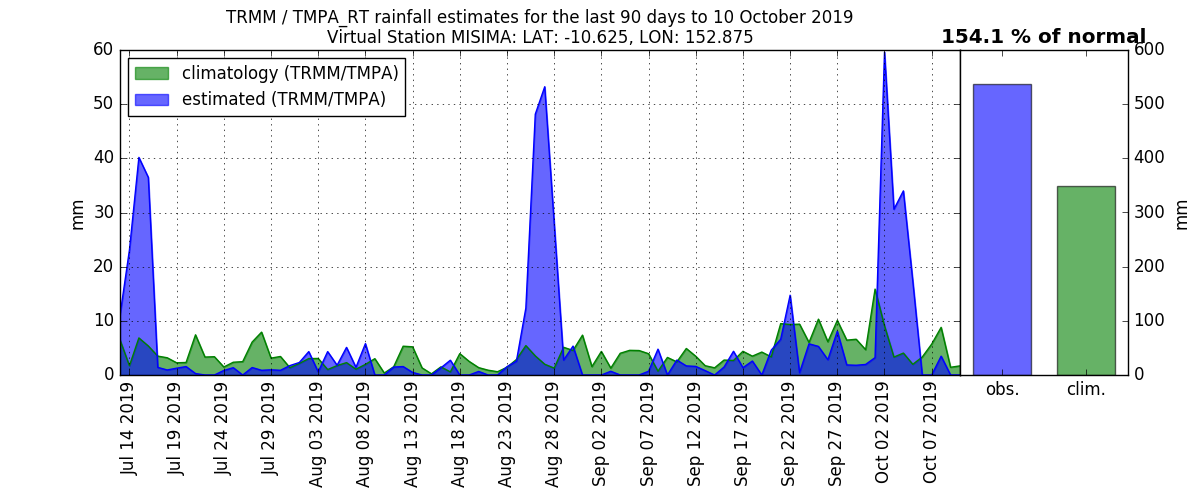 TRMM / TMPA_RT rainfall estimates for the last 90 days to 10 October 2019
Virtual Station MISIMA: LAT: -10.625, LON: 152.875
154.1 % of normal
climatology (TRMM/TMPA)
estimated (TRMM/TMPA)
mm
60
50
40
30
20
10
0
Jul 14 2019
Jul 19 2019
Jul 24 2019
Jul 29 2019
Aug 03 2019
Aug 08 2019
Aug 13 2019
Aug 18 2019
Aug 23 2019
Aug 28 2019
Sep 02 2019
Sep 07 2019
Sep 12 2019
Sep 17 2019
Sep 22 2019
Sep 27 2019
Oct 02 2019
Oct 07 2019
obs.
clim.
600
500
400
300
200
100
0
mm